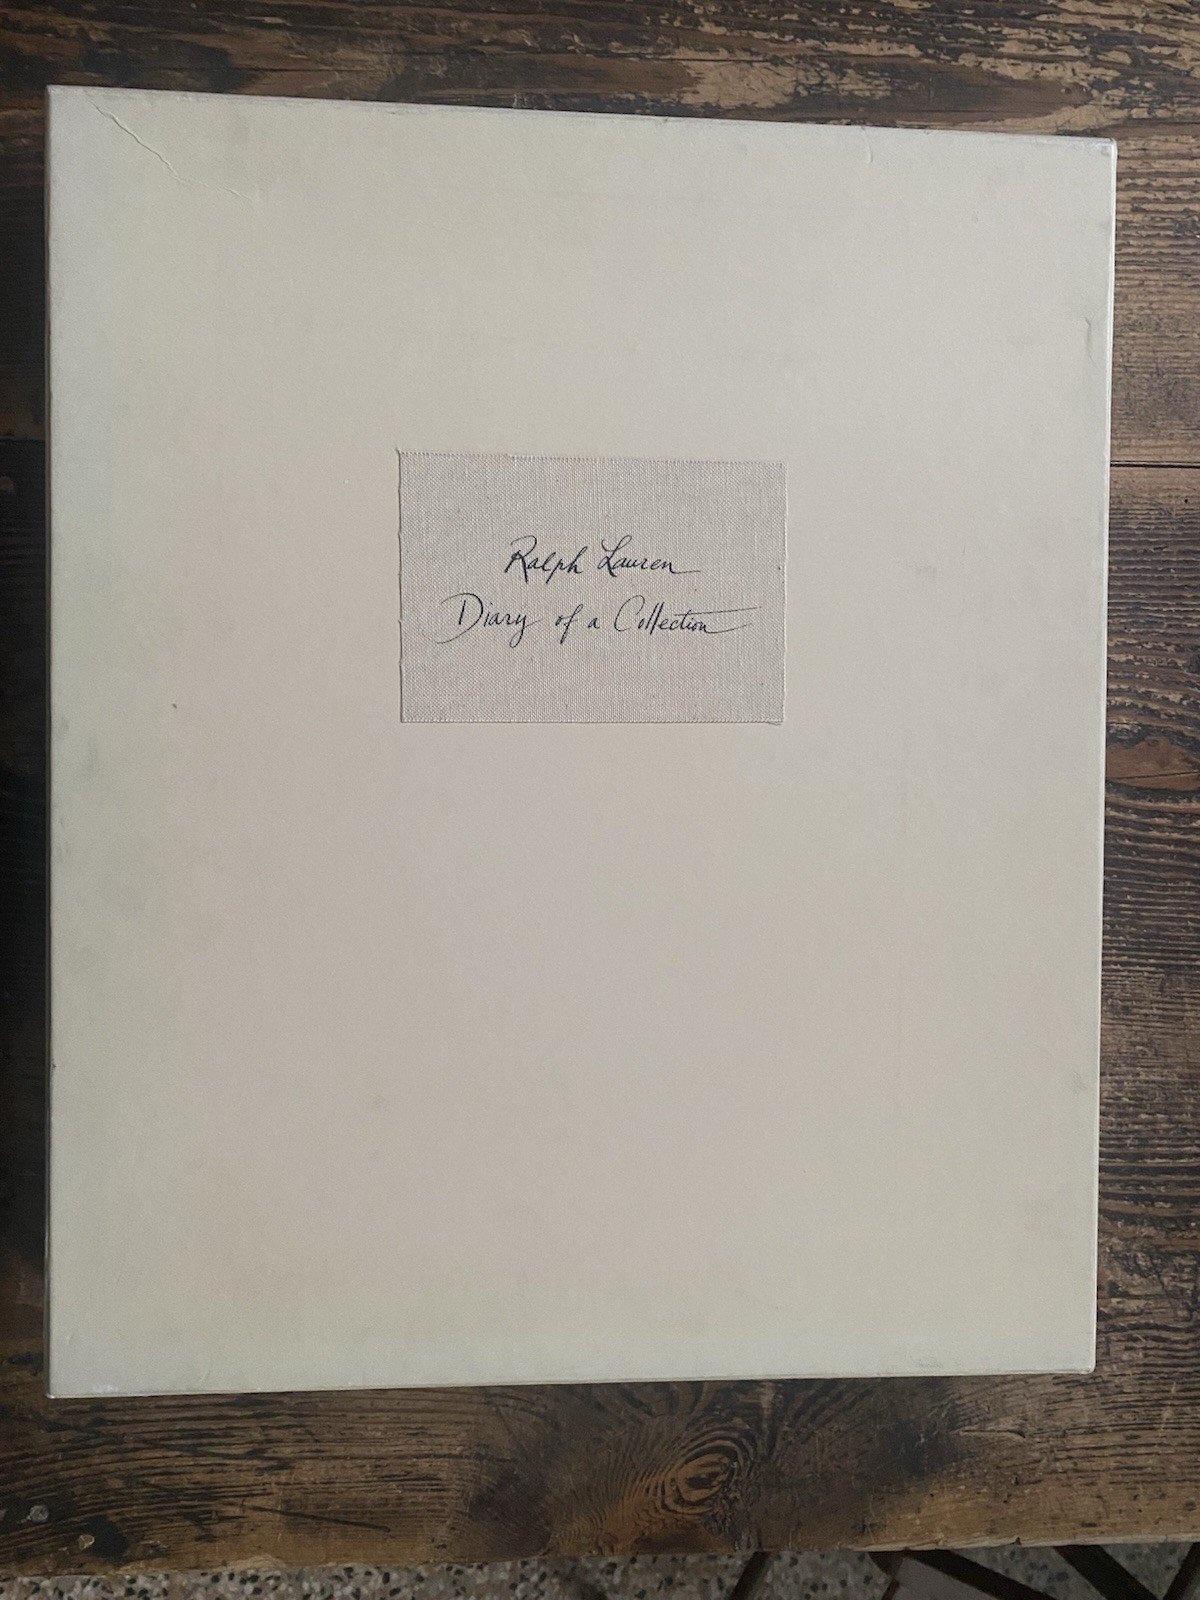 Ralph Lauren
Diary of a Collection